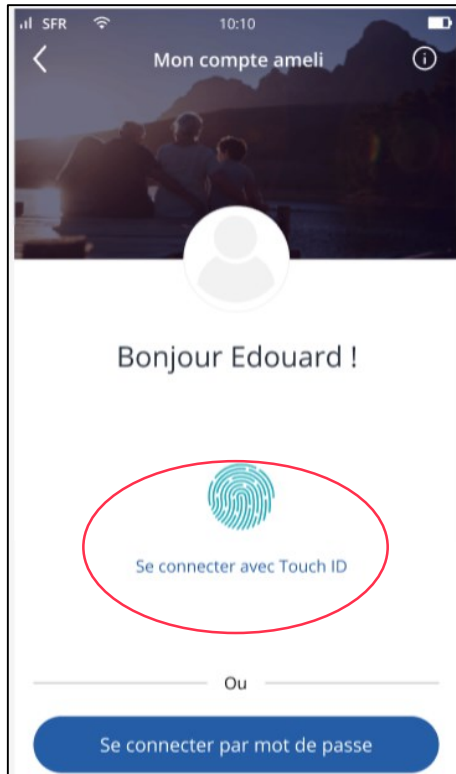 SFR
10:10
Mon compte ameli
Bonjour Edouard !
Se connecter avec Touch ID
Ou
Se connecter par mot de passe